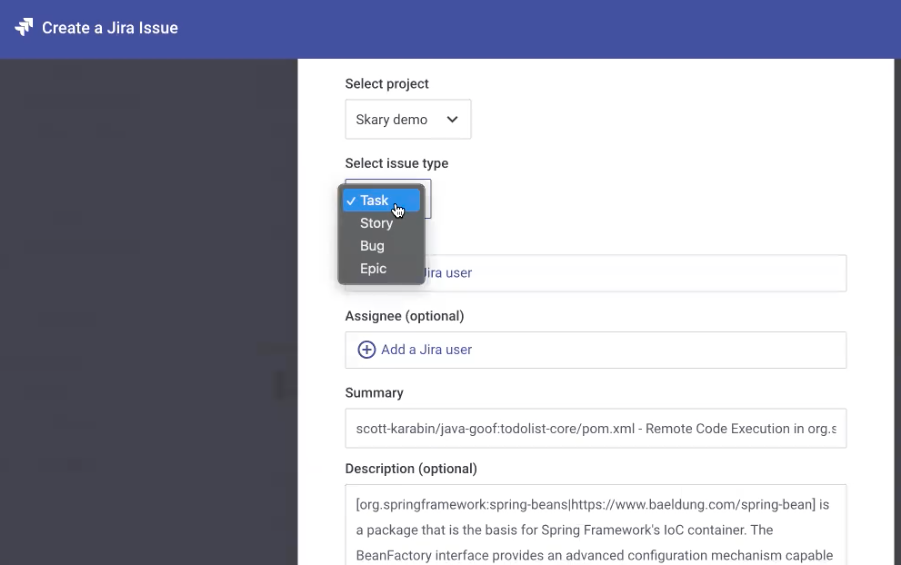 Create a Jira Issue
Select project
Skary demo
Select issue type
Task
Story
Bug
Epic
Jira user
Assignee (optional)
Add a Jira user
Summary
scott-karabin/java-goof:todolist-core/pom.xml - Remote Code Execution in org.s
Description (optional)
[org.springframework:spring-beans|https://www.baeldung.com/spring-bean] is
a package that is the basis for Spring Framework's IoC container. The
BeanFactory interface provides an advanced configuration mechanism capable